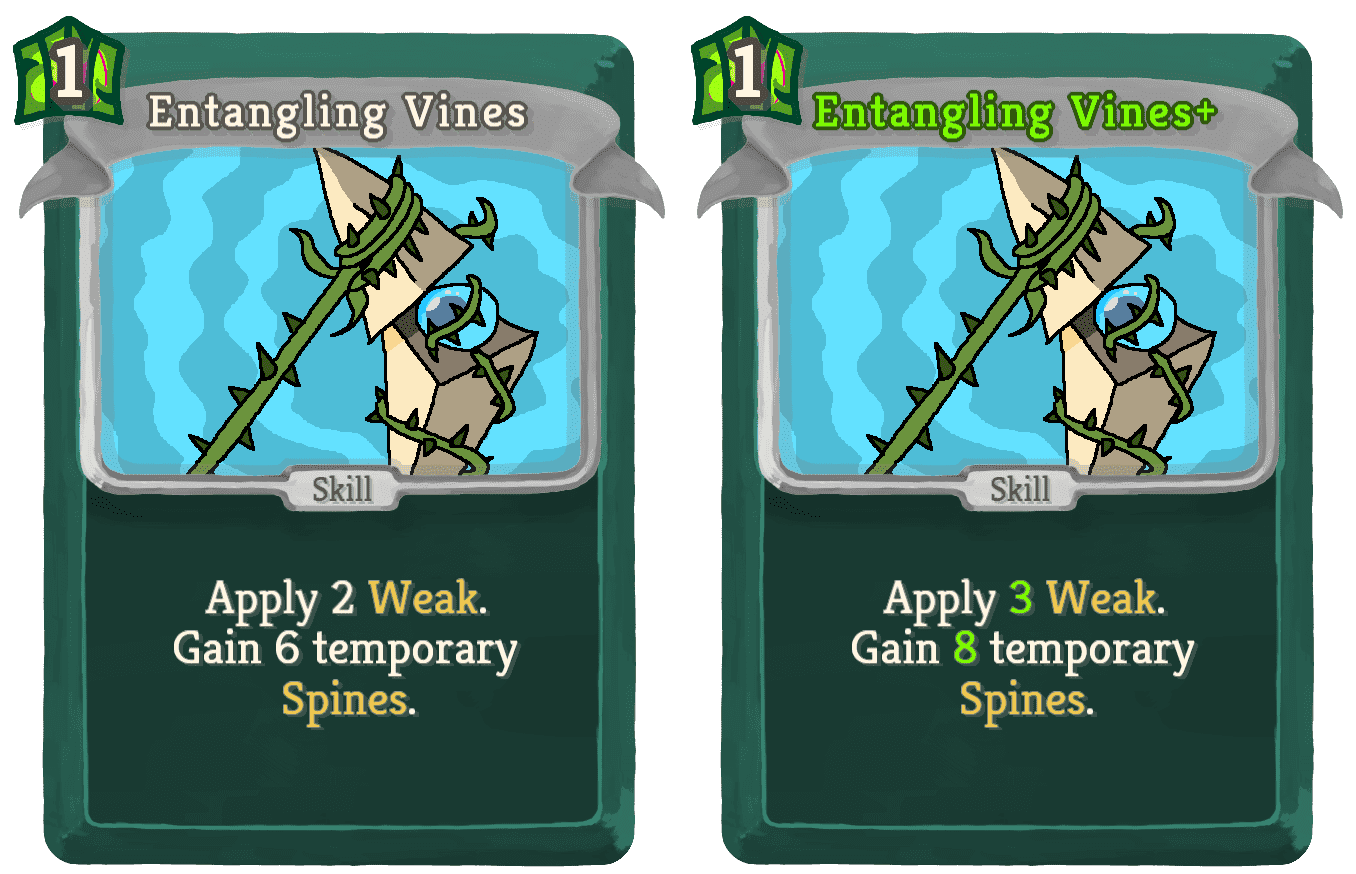 1
Entangling Vines
Skill
Apply 2 Weak.
Gain 6 temporary
Spines.
1
Entangling Vines+
Skill
Apply 3 Weak.
Gain 8 temporary
Spines.